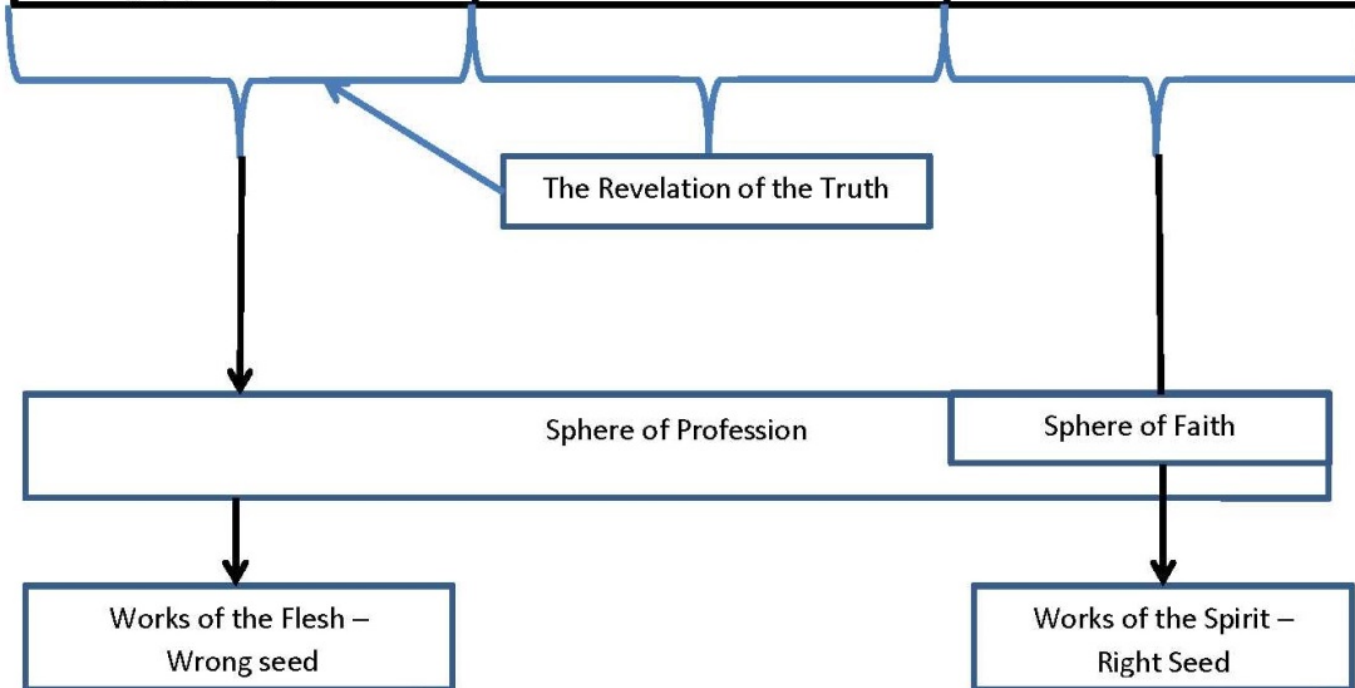 The Revelation of the Truth
Sphere of Profession
Sphere of Faith
Works of the Flesh –
Wrong seed
Works of the Spirit –
Right Seed